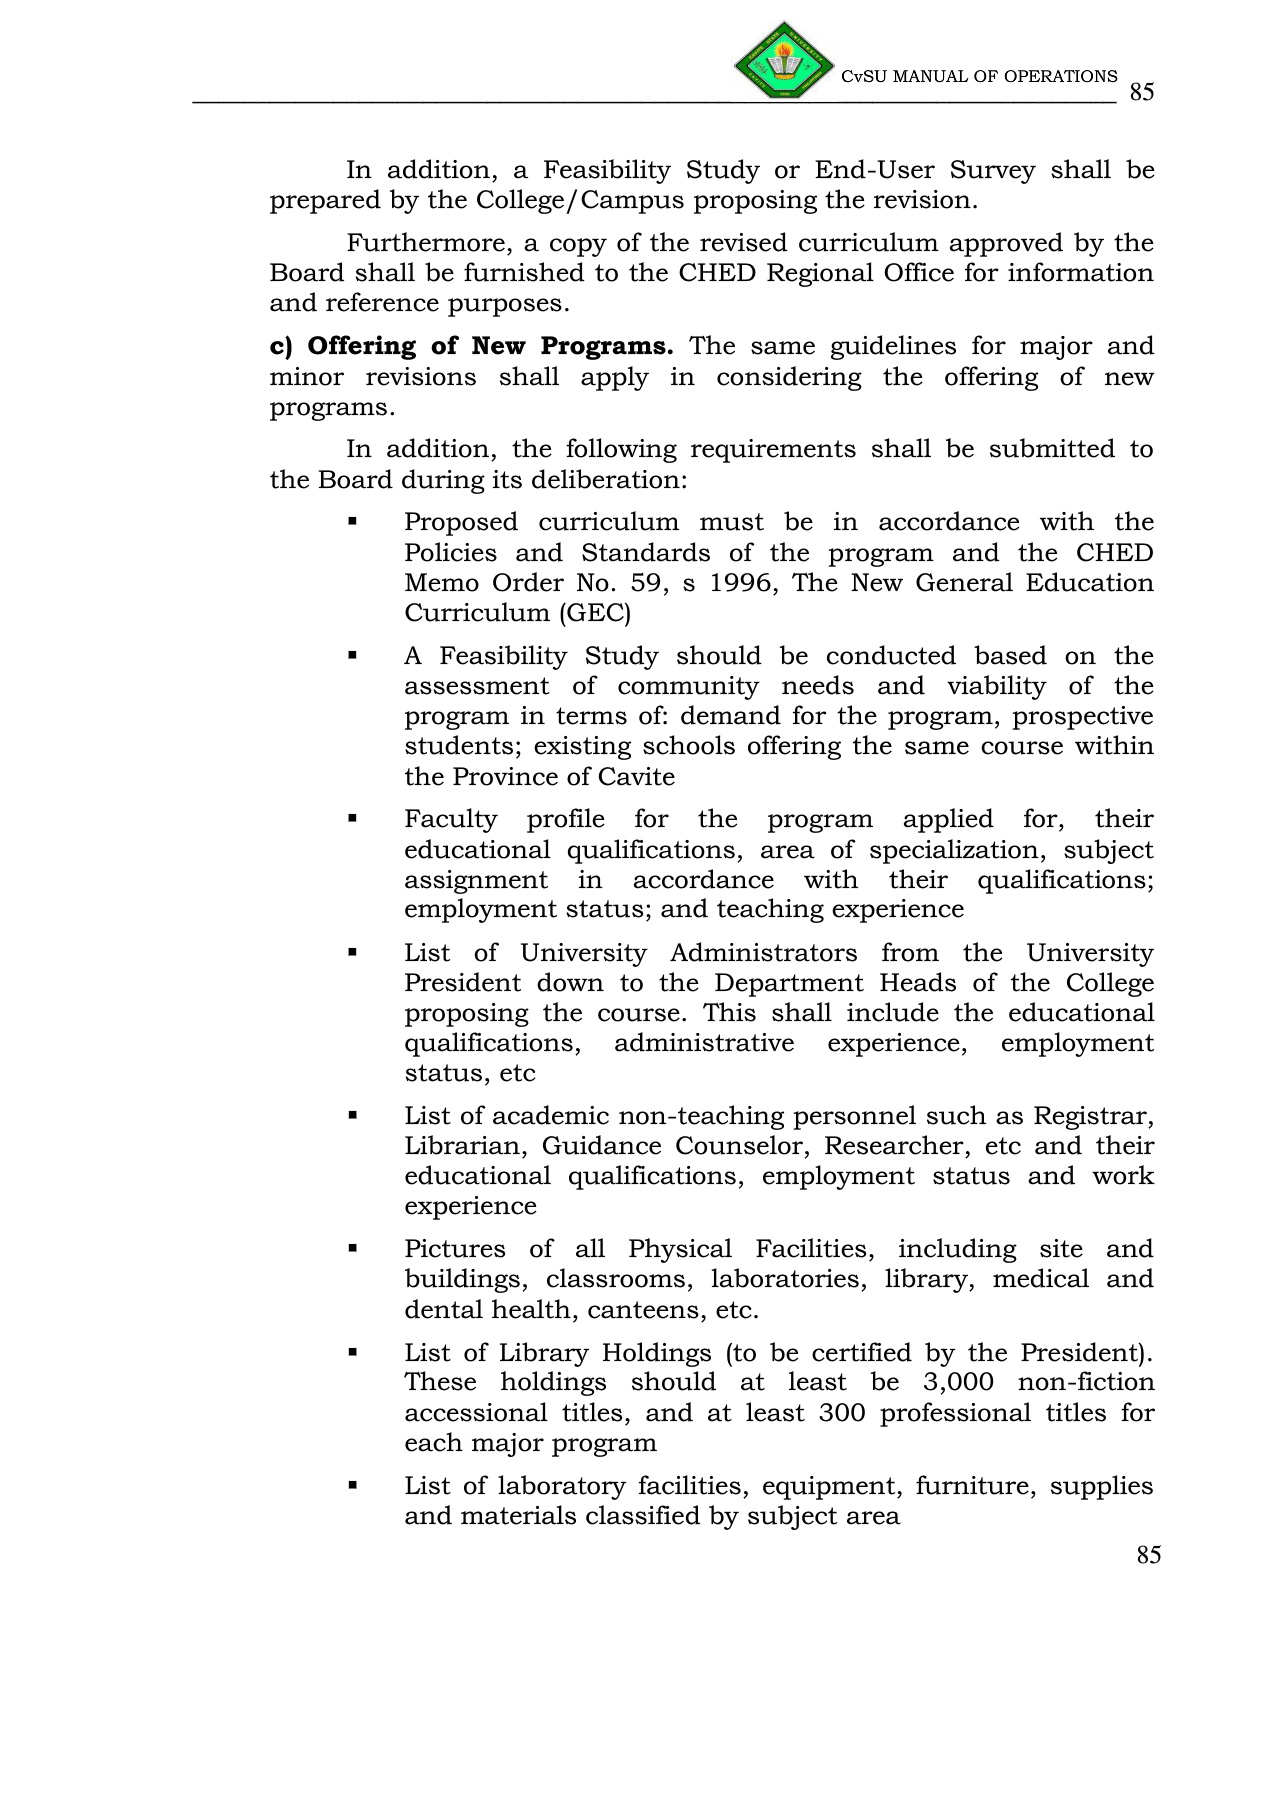 CvSU MANUAL OF OPERATIONS
85
In addition, a Feasibility Study or End-User Survey shall be
prepared by the College/Campus proposing the revision.
Furthermore, a copy of the revised curriculum approved by the
Board shall be furnished to the CHED Regional Office for information
and reference purposes.
c) Offering of New Programs. The same guidelines for major and
minor revisions shall apply in considering the offering of new
programs.
In addition, the following requirements shall be submitted to
the Board during its deliberation:
▪ Proposed curriculum must be in accordance with the
Policies and Standards of the program and the CHED
Memo Order No. 59, s 1996, The New General Education
Curriculum (GEC)
▪ A Feasibility Study should be conducted based on the
assessment of community needs and viability of the
program in terms of: demand for the program, prospective
students; existing schools offering the same course within
the Province of Cavite
▪ Faculty profile for the program applied for, their
educational qualifications, area of specialization, subject
assignment in accordance with their qualifications;
employment status; and teaching experience
▪ List of University Administrators from the University
President down to the Department Heads of the College
proposing the course. This shall include the educational
qualifications, administrative experience, employment
status, etc
▪ List of academic non-teaching personnel such as Registrar,
Librarian, Guidance Counselor, Researcher, etc and their
educational qualifications, employment status and work
experience
▪ Pictures of all Physical Facilities, including site and
buildings, classrooms, laboratories, library, medical and
dental health, canteens, etc.
▪ List of Library Holdings (to be certified by the President).
These holdings should at least be 3,000 non-fiction
accessional titles, and at least 300 professional titles for
each major program
▪ List of laboratory facilities, equipment, furniture, supplies
and materials classified by subject area
85